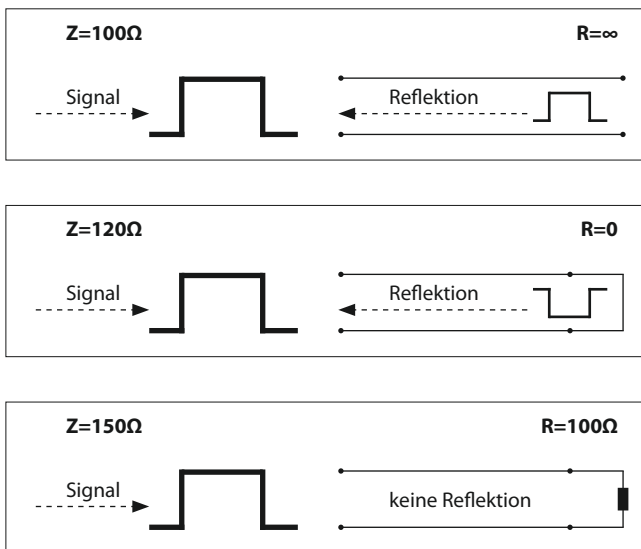 Z=100Ω R=∞
Signal Reflektion
Z=120Ω R=0
Signal Reflektion
Z=150Ω R=100Ω
Signal keine Reflektion